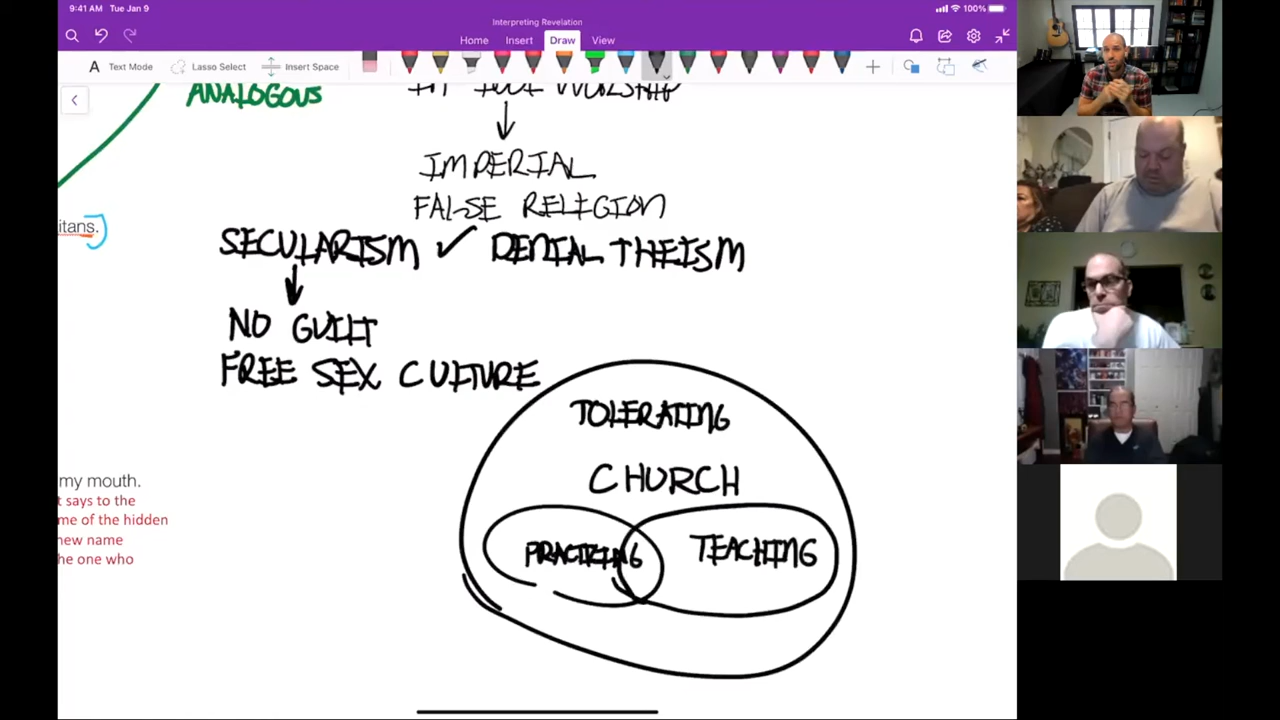 9:41 AM Tue Jan 9
100%
Interpreting Revelation
Home Insert Draw View
Text Mode Lasso Select Insert Space
ANALOGOUS
WORSHIP
IMPERIAL
FALSE RELIGION
itans.)
SECULARISM ✓ DENIAL THEISM
NO GUILT
FREE SEX CULTURE
TOLERATING
CHURCH
my mouth.
t says to the
me of the hidden
new name
he one who
PRACTICING TEACHING